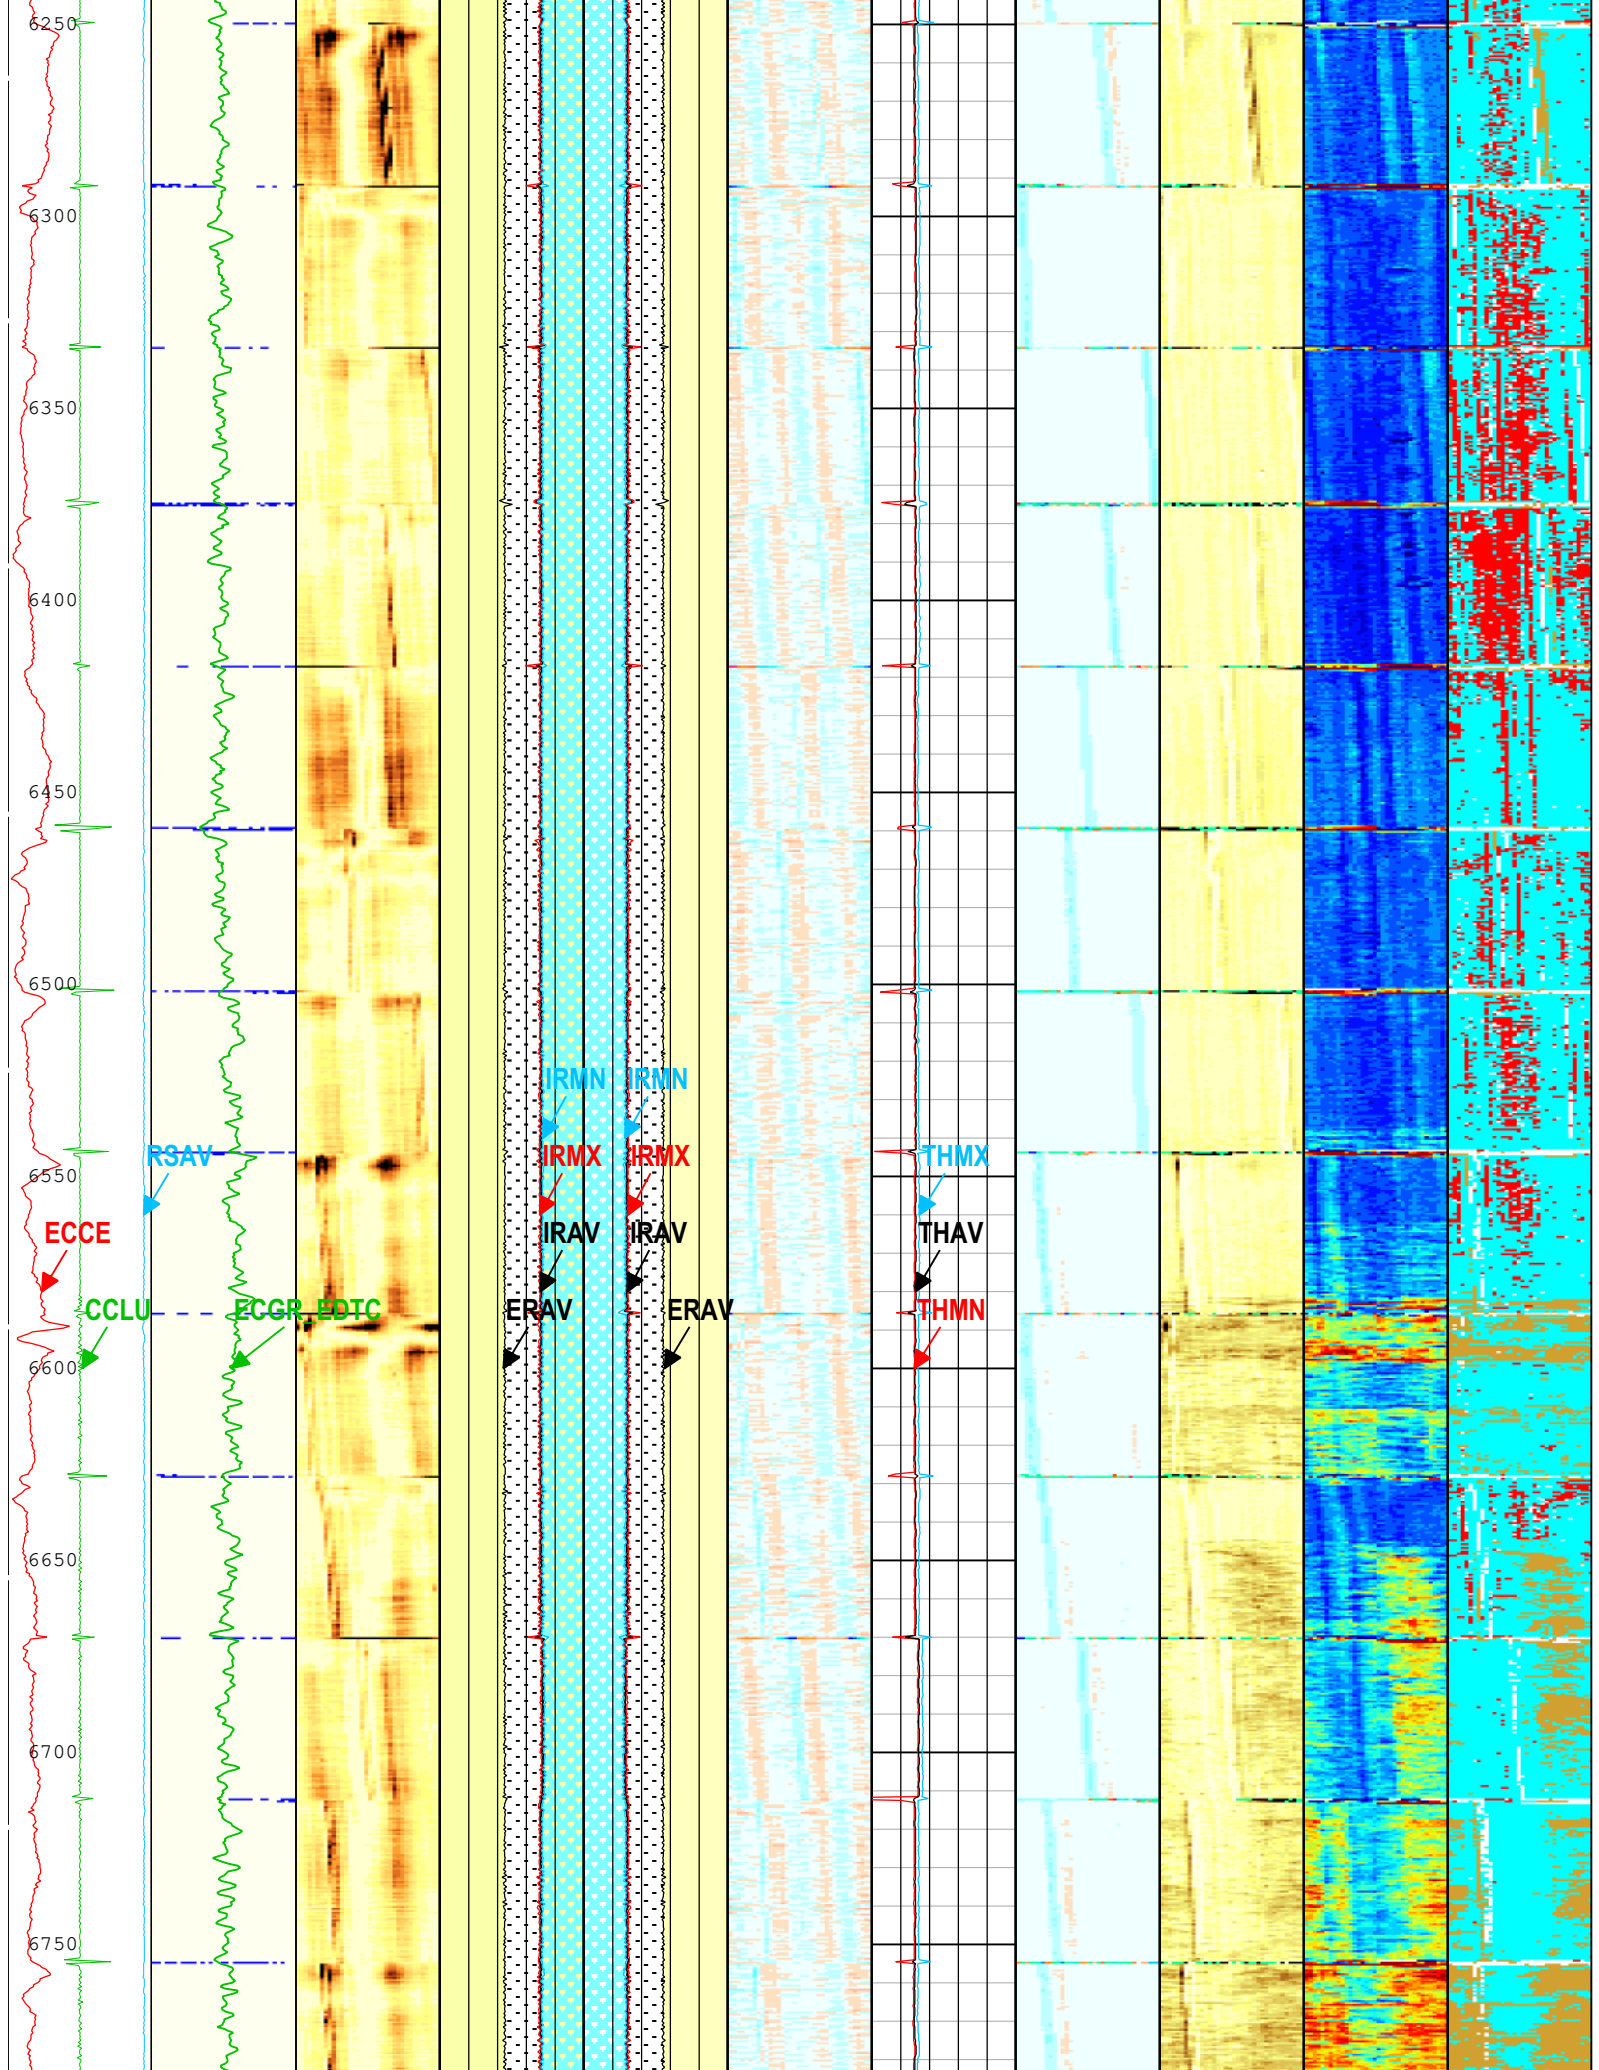 6250
6300
6350
6400
6450
6500
IRMN IRMN
RSAV IRMX IRMX THMX
6550
ECCE IRAV IRAV THAV
CCLU ECGR_EDTC ERAV ERAV THMN
6600
6650
6700
6750